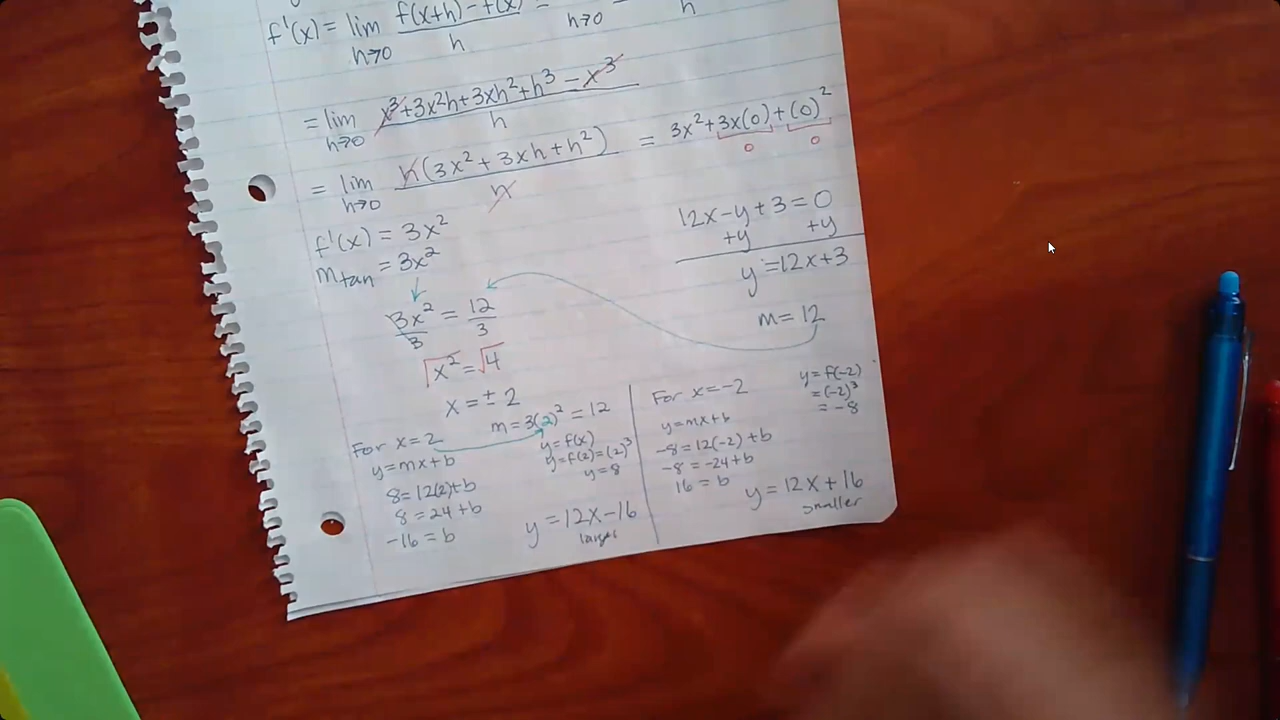 f'(x) = lim h→0 f(x+h) - f(x) / h = h→0 h
= lim h→0 x³+3x²h+3xh²+h³ - x³ / h
= lim h→0 h(3x² + 3xh + h²) / h = 3x²+3x(0)+(0)²
0 0
f'(x) = 3x²
m tan = 3x²
3x²/3 = 12/3
√x² = √4
x = ± 2
12x-y+3=0
+y +y
y = 12x+3
m = 12
For x=2 m=3(2)² = 12
y=mx+b
8=12(2)+b
8=24+b
-16=b
y=f(x)
y=f(2)=(2)³
y=8
y=12x-16
larger
For x=-2
y=mx+b
-8=12(-2)+b
-8=-24+b
16=b
y=f(-2)
=(-2)³
=-8
y=12x+16
smaller